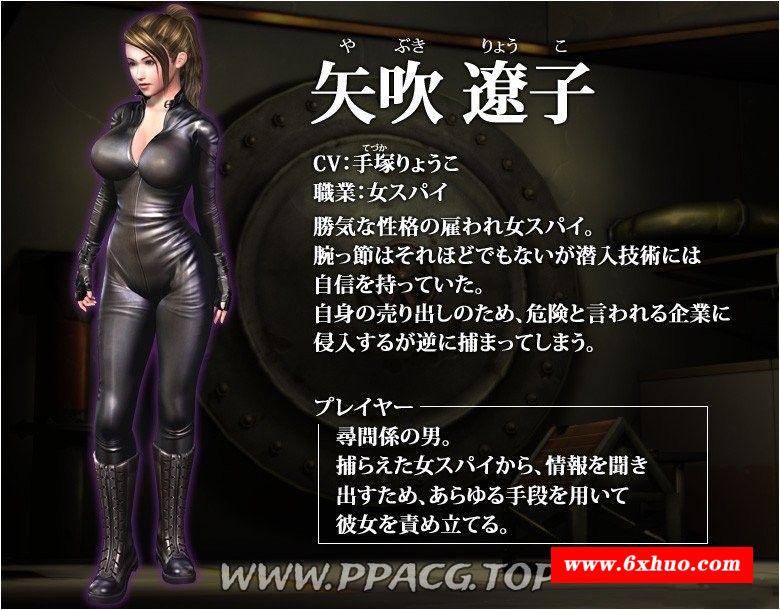 や ぶき りょう こ
矢吹 遼子
てづか
CV：手塚りょうこ
職業：女スパイ
勝気な性格の雇われ女スパイ。
腕っ節はそれほどでもないが潜入技術には
自信を持っていた。
自身の売り出しのため、危険と言われる企業に
侵入するが逆に捕まってしまう。
プレイヤー
尋問係の男。
捕らえた女スパイから、情報を聞き
出すため、あらゆる手段を用いて
彼女を責め立てる。
WWW.PPACG.TOP
www.6xhuo.com